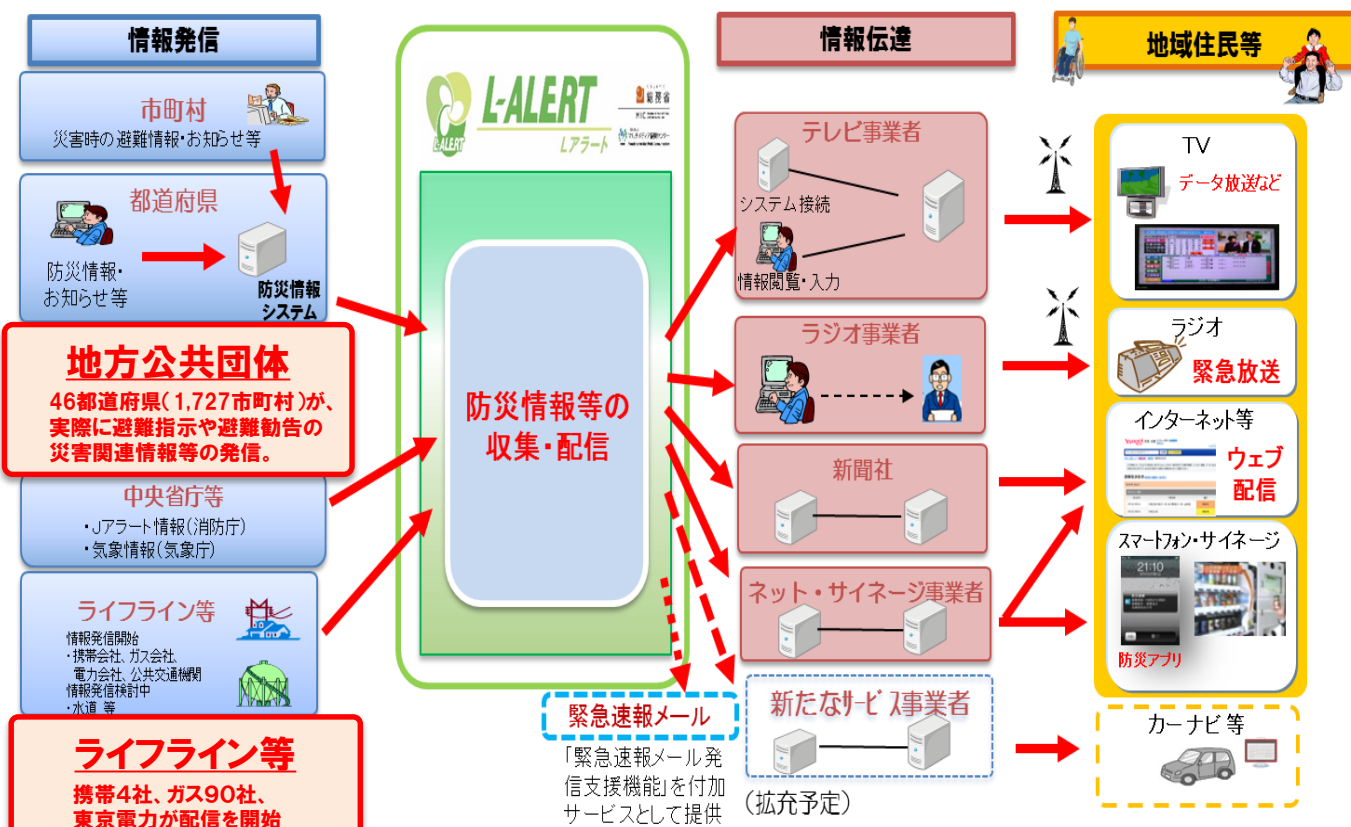 情報発信
市町村
災害時の避難情報・お知らせ等
都道府県
防災情報・
お知らせ等
防災情報
システム
地方公共団体
46都道府県(1,727市町村)が、
実際に避難指示や避難勧告の
災害関連情報等の発信。
中央省庁等
・Jアラート情報(消防庁)
・気象情報(気象庁)
ライフライン等
情報発信開始
・携帯会社、ガス会社、
電力会社、公共交通機関
情報発信検討中
・水道 等
ライフライン等
携帯4社、ガス90社、
東京電力が配信を開始
L-ALERT
L-ALERT
Lアラート
総務省
MIC
防災情報等の
収集・配信
緊急速報メール
「緊急速報メール発
信支援機能」を付加
サービスとして提供
情報伝達
テレビ事業者
システム接続
情報閲覧・入力
ラジオ事業者
新聞社
ネット・サイネージ事業者
新たなサービス事業者
(拡充予定)
地域住民等
TV
データ放送など
ラジオ
緊急放送
インターネット等
ウェブ
配信
スマートフォン・サイネージ
21:10
防災アプリ
カーナビ等